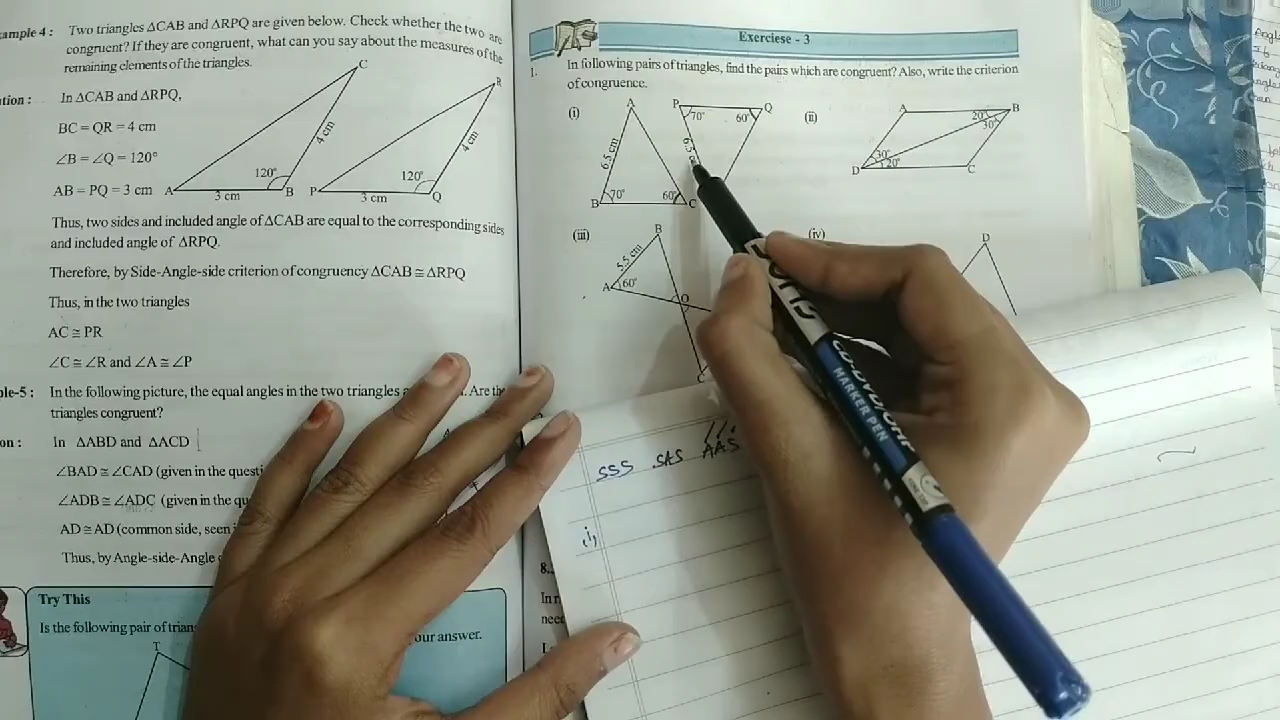 ample 4 : Two triangles ΔCAB and ΔRPQ are given below. Check whether the two are
congruent? If they are congruent, what can you say about the measures of the
remaining elements of the triangles.
tion : In ΔCAB and ΔRPQ,
BC = QR = 4 cm
∠B = ∠Q = 120°
AB = PQ = 3 cm
C
4 cm
120°
A
3 cm
B
R
4 cm
120°
P
3 cm
Q
Thus, two sides and included angle of ΔCAB are equal to the corresponding sides
and included angle of ΔRPQ.
Therefore, by Side-Angle-side criterion of congruency ΔCAB ≅ ΔRPQ
Thus, in the two triangles
AC ≅ PR
∠C ≅ ∠R and ∠A ≅ ∠P
ple-5 : In the following picture, the equal angles in the two triangles Are the
triangles congruent?
on : In ΔABD and ΔACD
∠BAD ≅ ∠CAD (given in the questi
∠ADB ≅ ∠ADC (given in the qu
AD ≅ AD (common side, seen
Thus, by Angle-side-Angle
Try This
Is the following pair of trian our answer.
T
Exerciese - 3
1. In following pairs of triangles, find the pairs which are congruent? Also, write the criterion
of congruence.
(i)
A
6.5 cm
B
70°
60°
C
P
70°
60°
Q
6.5 c
(ii)
A
20°
B
30°
30°
D
20°
C
(iii)
B
5.5 cm
A
60°
O
C
(iv)
D
SSS SAS AAS
i)
8.
In r
need